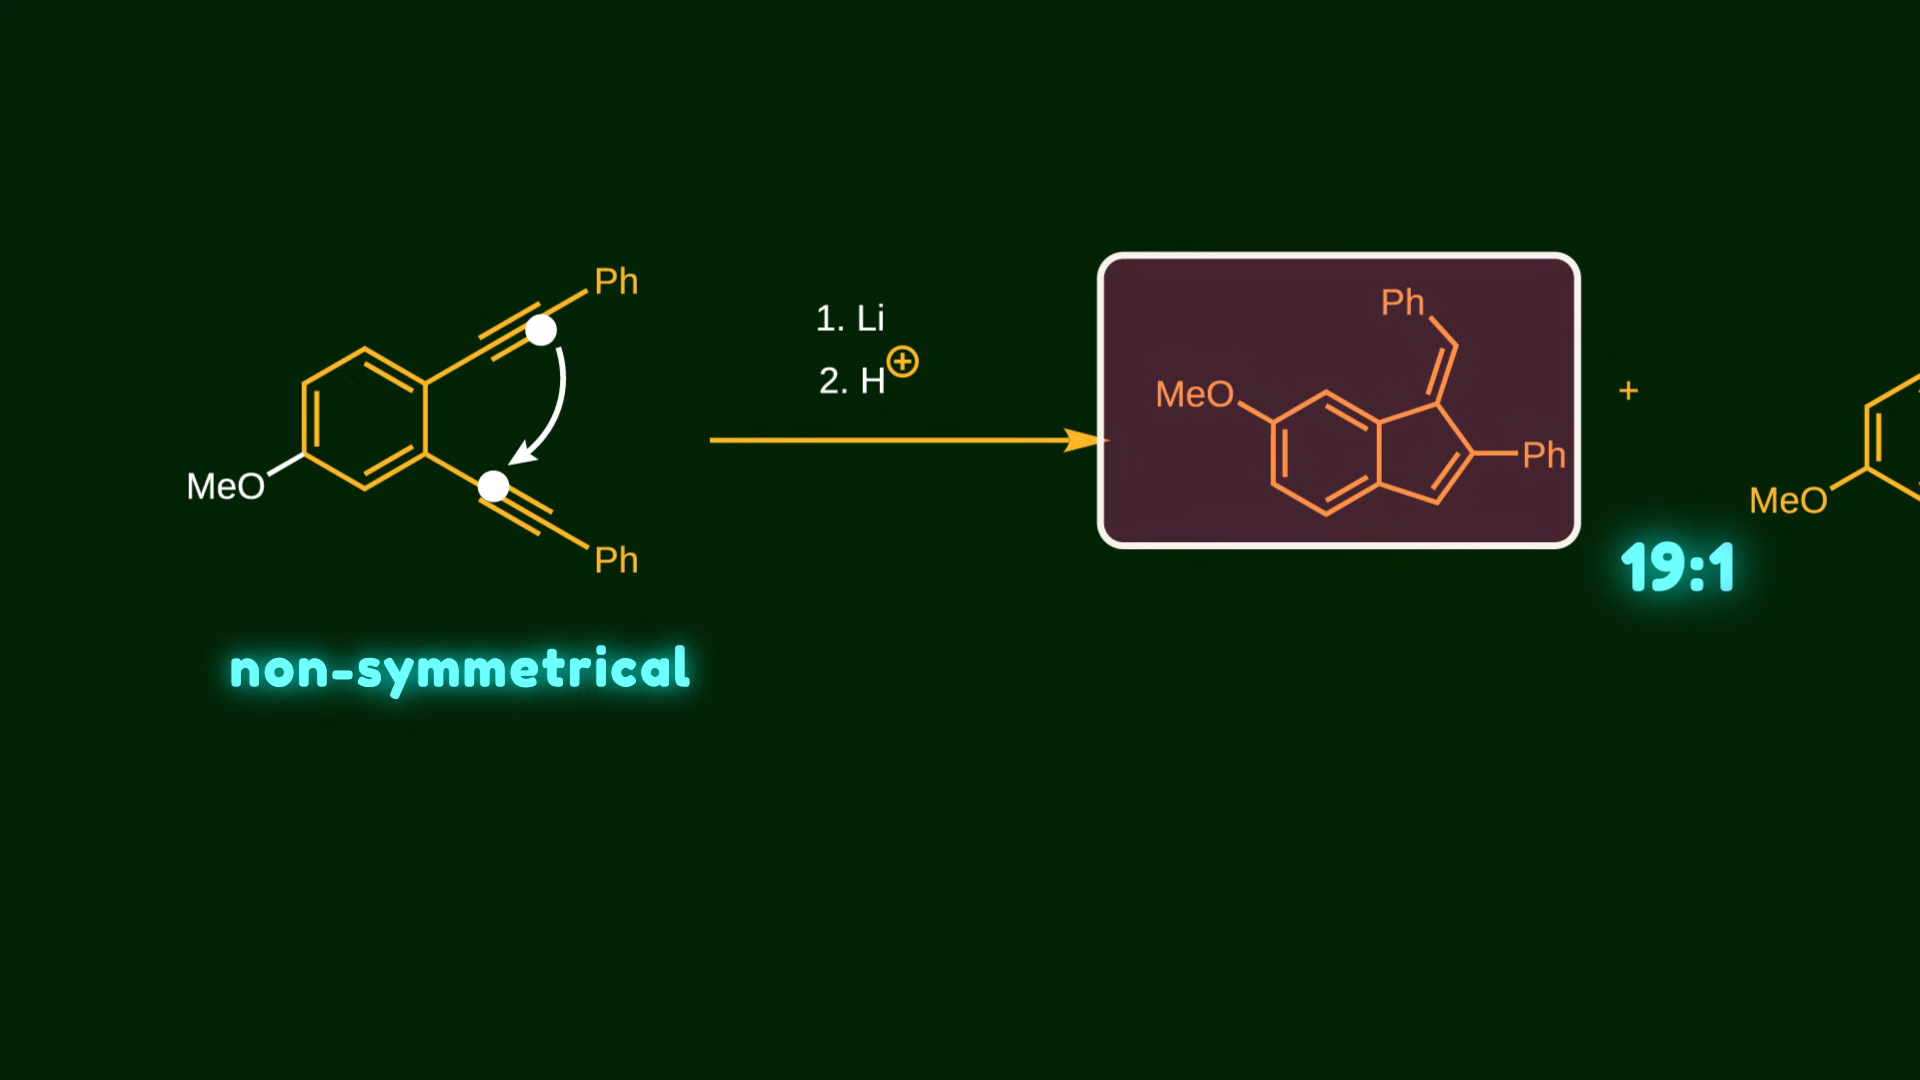 Ph
MeO
Ph
non-symmetrical
1. Li
2. H⊕
Ph
MeO
Ph
+
19:1
MeO